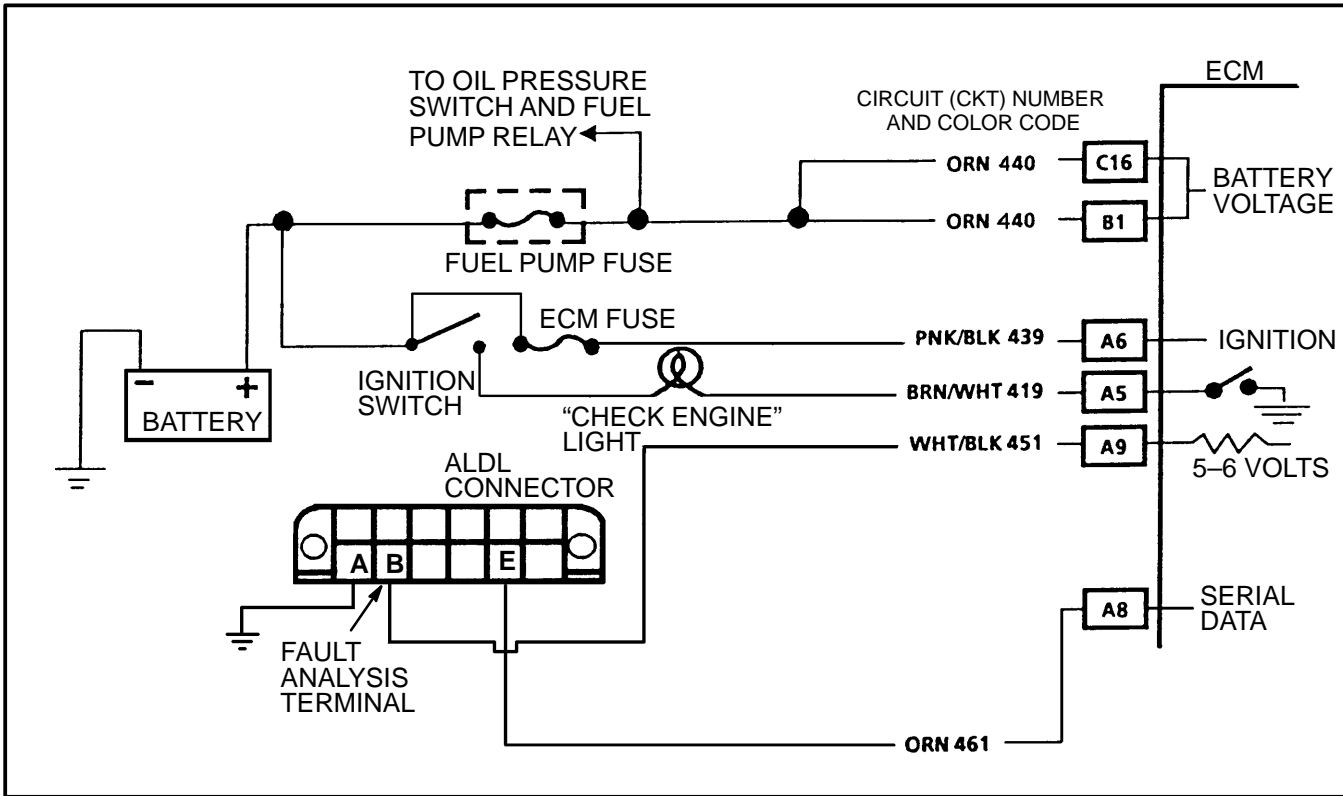 TO OIL PRESSURE
SWITCH AND FUEL
PUMP RELAY
CIRCUIT (CKT) NUMBER
AND COLOR CODE
ECM
ORN 440
C16
BATTERY
VOLTAGE
ORN 440
B1
FUEL PUMP FUSE
ECM FUSE
PNK/BLK 439
A6
IGNITION
IGNITION
SWITCH
BRN/WHT 419
A5
"CHECK ENGINE"
LIGHT
– +
BATTERY
WHT/BLK 451
A9
5–6 VOLTS
ALDL
CONNECTOR
A B E
FAULT
ANALYSIS
TERMINAL
A8
SERIAL
DATA
ORN 461